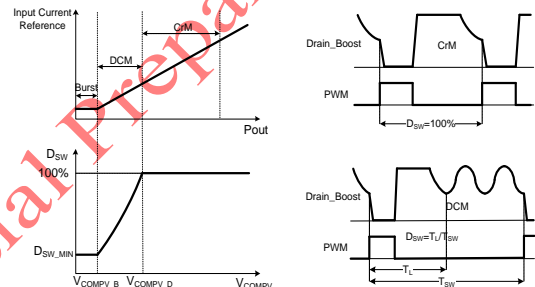 Input Current
Reference
CrM
DCM
Burst
Pout
D_SW
100%
D_SW_MIN
V_COMPV_B
V_COMPV_D
V_COMPV
Drain_Boost
CrM
PWM
D_SW=100%
Drain_Boost
DCM
D_SW=T_L/T_SW
PWM
T_L
T_SW